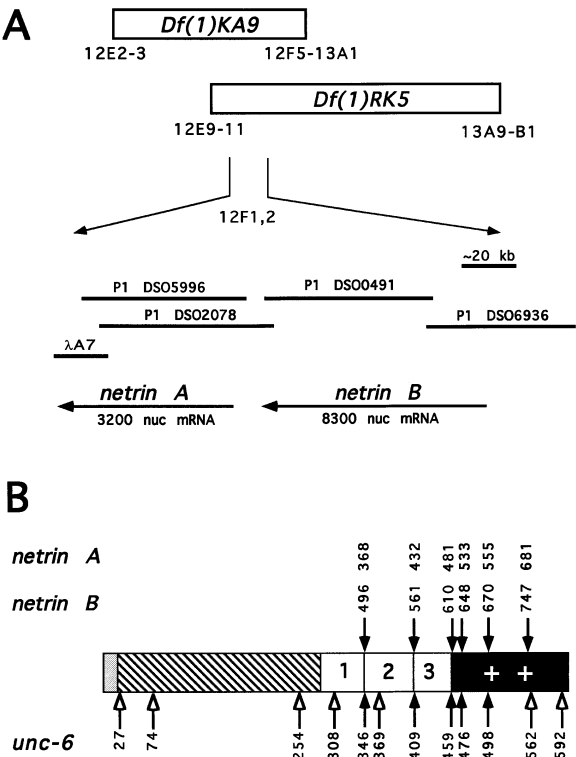 A
Df(1)KA9
12E2-3 12F5-13A1
Df(1)RK5
12E9-11 13A9-B1
12F1,2
~20 kb
P1 DSO5996 P1 DSO0491
P1 DSO2078 P1 DSO6936
λA7
netrin A netrin B
3200 nuc mRNA 8300 nuc mRNA
B
netrin A 368 432 481 533 555 681
netrin B 496 561 610 648 670 747
1 2 3 + +
unc-6 27 74 254 308 346 369 409 459 476 498 562 592